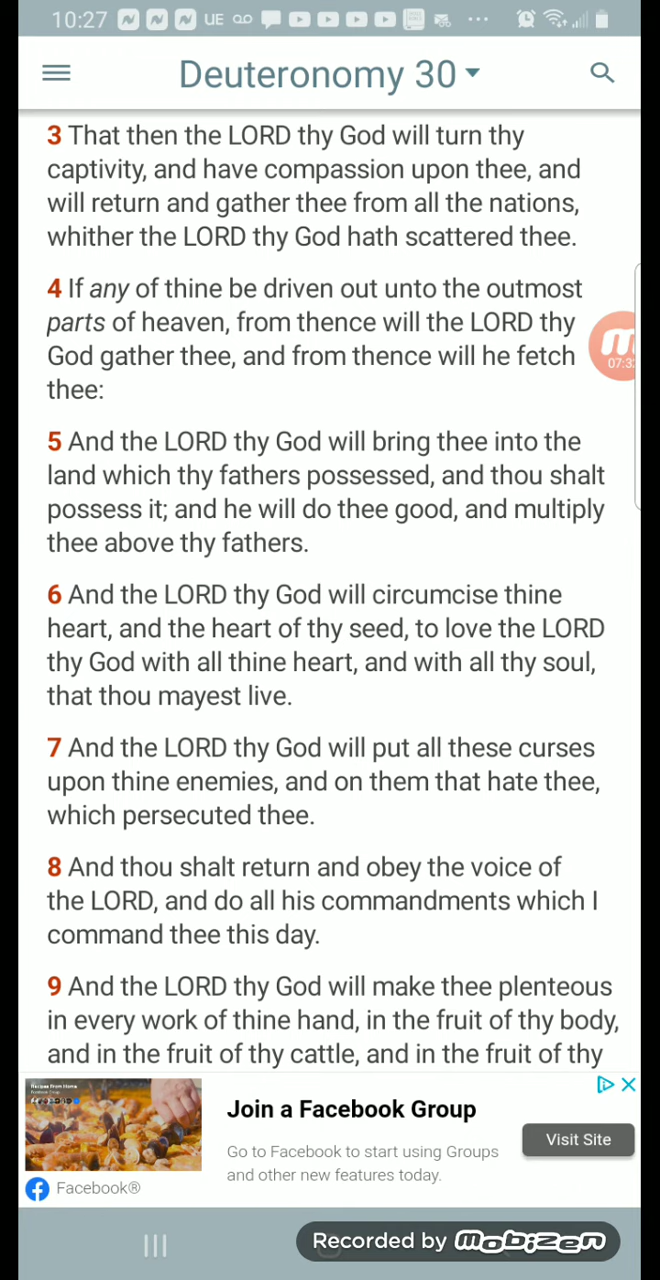 10:27 UE
Deuteronomy 30
3 That then the LORD thy God will turn thy
captivity, and have compassion upon thee, and
will return and gather thee from all the nations,
whither the LORD thy God hath scattered thee.
4 If any of thine be driven out unto the outmost
parts of heaven, from thence will the LORD thy
God gather thee, and from thence will he fetch
thee:
07:3
5 And the LORD thy God will bring thee into the
land which thy fathers possessed, and thou shalt
possess it; and he will do thee good, and multiply
thee above thy fathers.
6 And the LORD thy God will circumcise thine
heart, and the heart of thy seed, to love the LORD
thy God with all thine heart, and with all thy soul,
that thou mayest live.
7 And the LORD thy God will put all these curses
upon thine enemies, and on them that hate thee,
which persecuted thee.
8 And thou shalt return and obey the voice of
the LORD, and do all his commandments which I
command thee this day.
9 And the LORD thy God will make thee plenteous
in every work of thine hand, in the fruit of thy body,
and in the fruit of thy cattle, and in the fruit of thy
Recipes From Home
Join a Facebook Group
Go to Facebook to start using Groups
and other new features today.
Visit Site
Facebook®
Recorded by mobizen